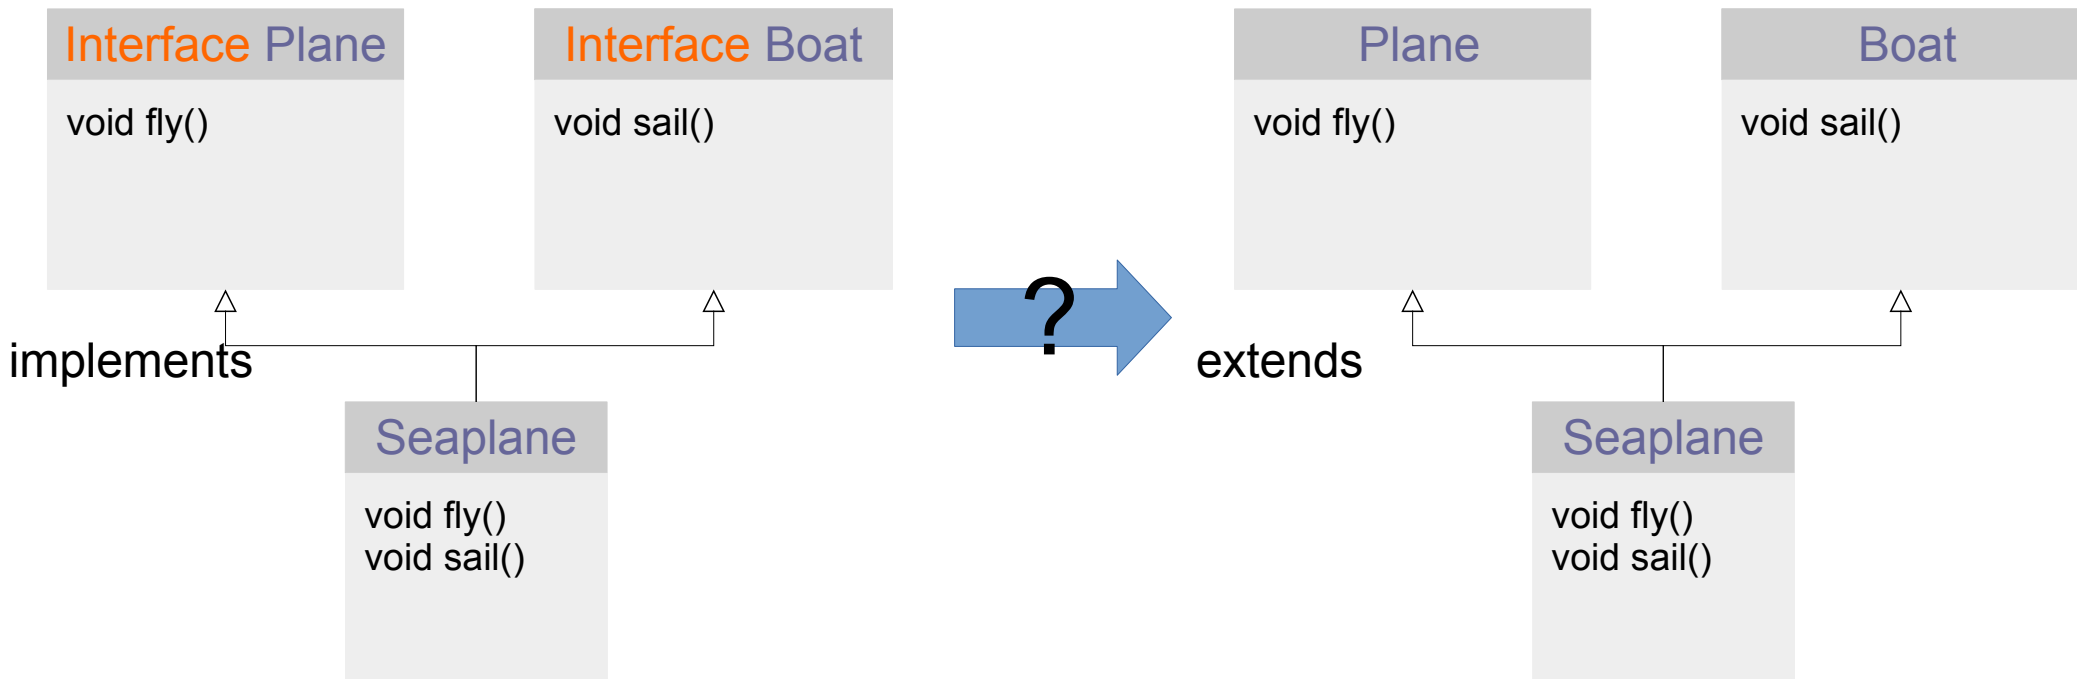 Interface Plane
void fly()
Interface Boat
void sail()
implements
Seaplane
void fly()
void sail()
?
Plane
void fly()
Boat
void sail()
extends
Seaplane
void fly()
void sail()